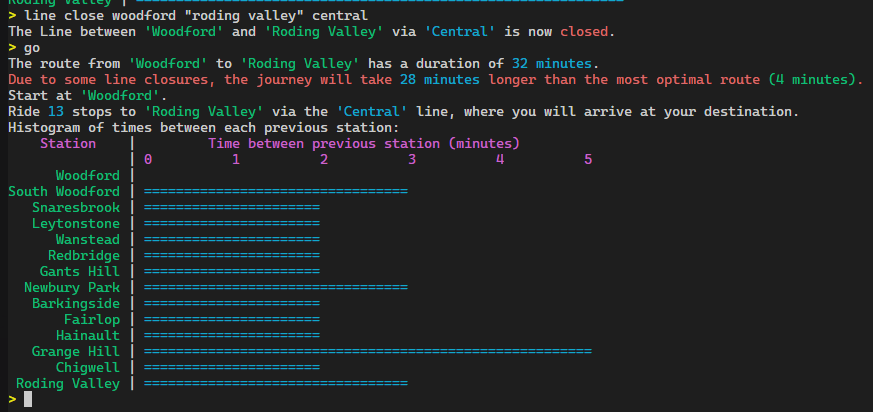 Roding Valley |
> line close woodford "roding valley" central
The Line between 'Woodford' and 'Roding Valley' via 'Central' is now closed.
> go
The route from 'Woodford' to 'Roding Valley' has a duration of 32 minutes.
Due to some line closures, the journey will take 28 minutes longer than the most optimal route (4 minutes).
Start at 'Woodford'.
Ride 13 stops to 'Roding Valley' via the 'Central' line, where you will arrive at your destination.
Histogram of times between each previous station:
Station | Time between previous station (minutes)
| 0 1 2 3 4 5
Woodford |
South Woodford | =================================
Snaresbrook | ======================
Leytonstone | ======================
Wanstead | ======================
Redbridge | ======================
Gants Hill | ======================
Newbury Park | =================================
Barkingside | ======================
Fairlop | ======================
Hainault | ======================
Grange Hill | ========================================================
Chigwell | ======================
Roding Valley | =================================
>